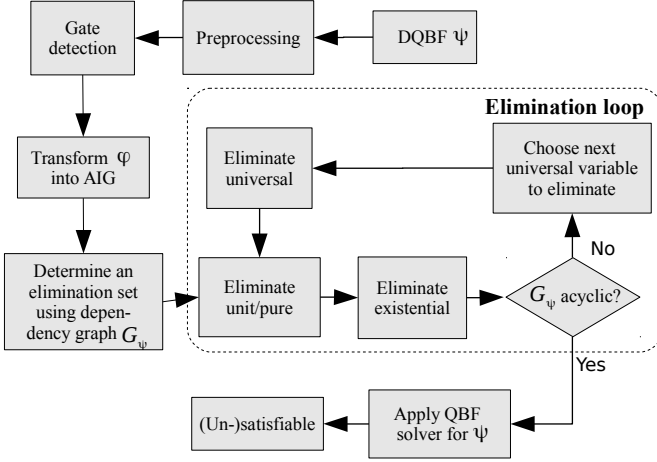 Gate
detection
Preprocessing
DQBF ψ
Elimination loop
Transform φ
into AIG
Eliminate
universal
Choose next
universal variable
to eliminate
No
Determine an
elimination set
using depen-
dency graph Gψ
Eliminate
unit/pure
Eliminate
existential
Gψ acyclic?
Yes
(Un-)satisfiable
Apply QBF
solver for ψ